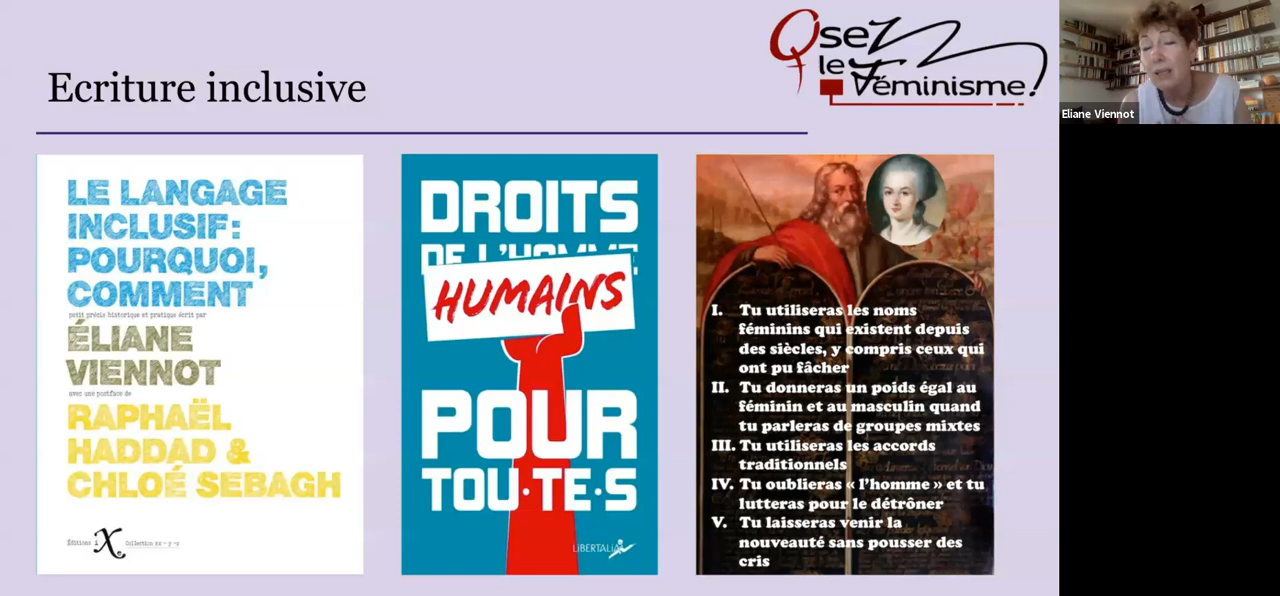 Ecriture inclusive
Osez
le Féminisme!
Eliane Viennot
LE LANGAGE
INCLUSIF:
POURQUOI,
COMMENT
petit précis historique et pratique écrit par
ÉLIANE
VIENNOT
avec une postface de
RAPHAËL
HADDAD &
CHLOÉ SEBAGH
Éditions iX
Collection xx-y-z
DROITS
DE L'HOMME
HUMAINS
POUR
TOU·TE·S
LIBERTALIA
I. Tu utiliseras les noms
féminins qui existent depuis
des siècles, y compris ceux qui
ont pu fâcher
II. Tu donneras un poids égal au
féminin et au masculin quand
tu parleras de groupes mixtes
III. Tu utiliseras les accords
traditionnels
IV. Tu oublieras « l'homme » et tu
lutteras pour le détrôner
V. Tu laisseras venir la
nouveauté sans pousser des
cris